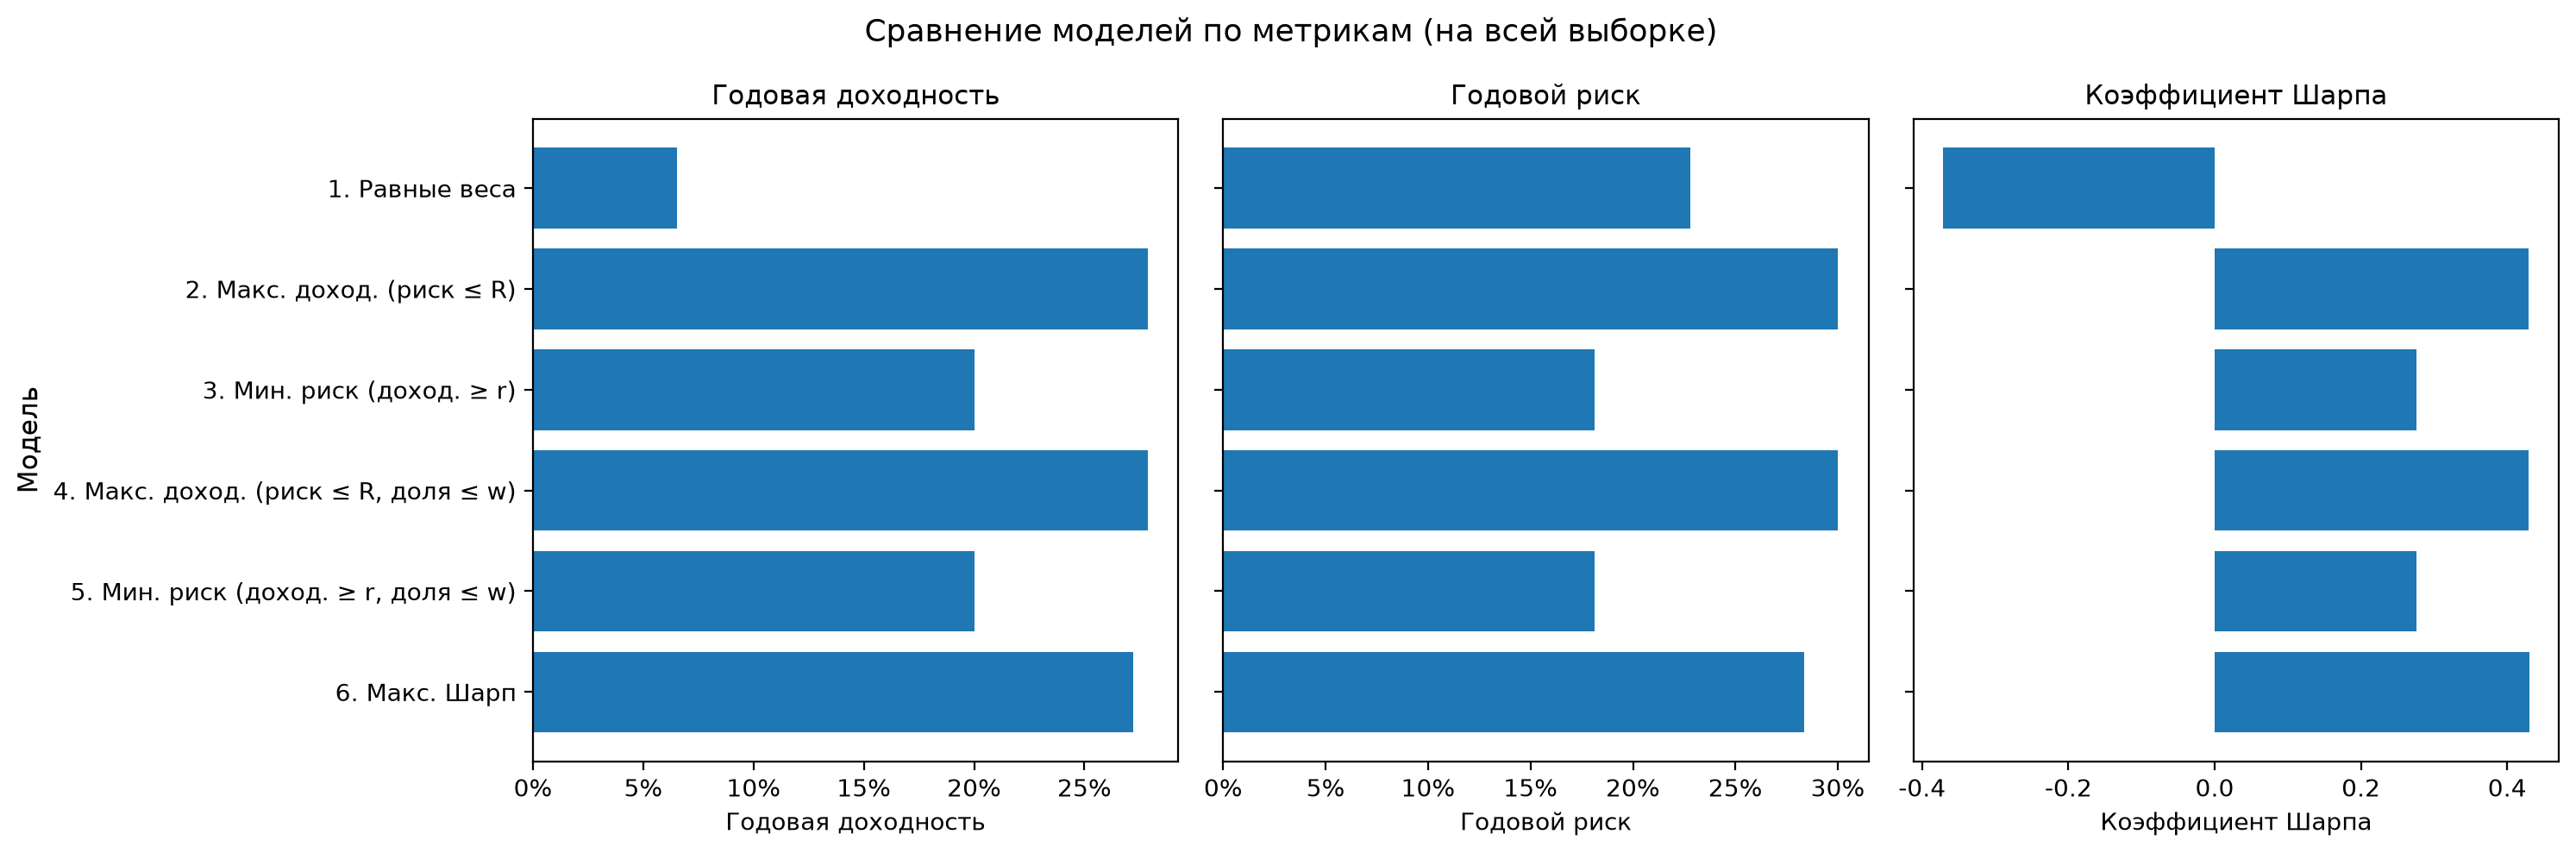 Сравнение моделей по метрикам (на всей выборке)
Годовая доходность
Годовой риск
Коэффициент Шарпа
Модель
1. Равные веса
2. Макс. доход. (риск ≤ R)
3. Мин. риск (доход. ≥ r)
4. Макс. доход. (риск ≤ R, доля ≤ w)
5. Мин. риск (доход. ≥ r, доля ≤ w)
6. Макс. Шарп
0% 5% 10% 15% 20% 25%
0% 5% 10% 15% 20% 25% 30%
-0.4 -0.2 0.0 0.2 0.4
Годовая доходность
Годовой риск
Коэффициент Шарпа